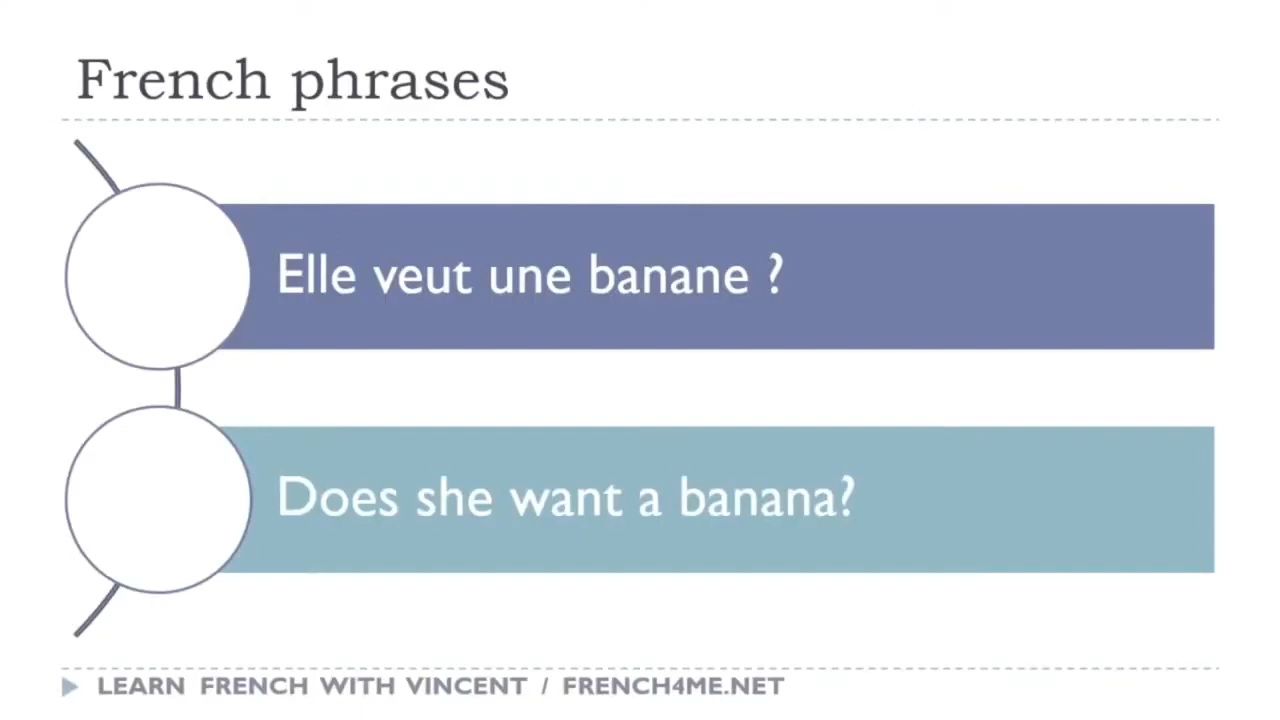 French phrases
Elle veut une banane ?
Does she want a banana?
LEARN FRENCH WITH VINCENT / FRENCH4ME.NET